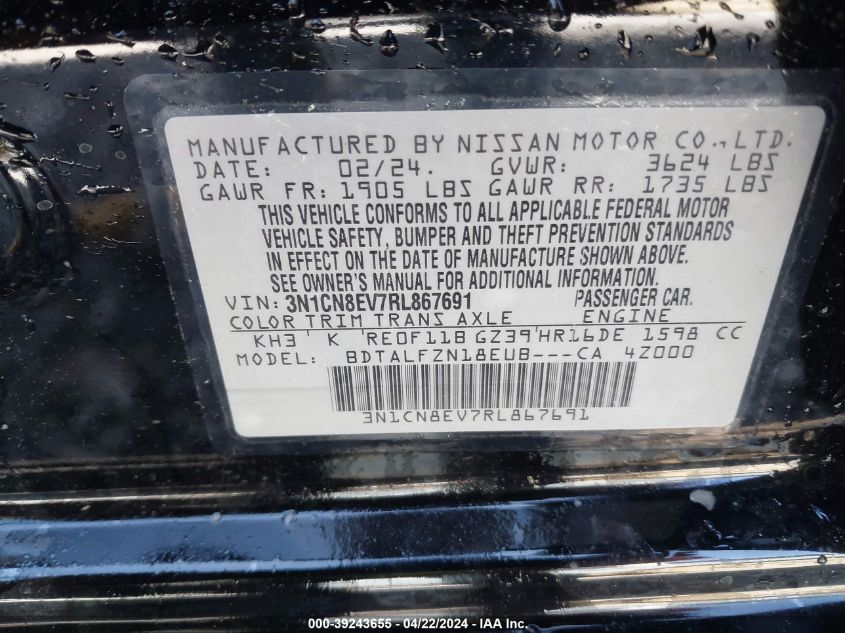 MANUFACTURED BY NISSAN MOTOR CO., LTD.
DATE: 02/24. GVWR: 3624 LBS
GAWR FR: 1905 LBS GAWR RR: 1735 LBS
THIS VEHICLE CONFORMS TO ALL APPLICABLE FEDERAL MOTOR
VEHICLE SAFETY, BUMPER AND THEFT PREVENTION STANDARDS
IN EFFECT ON THE DATE OF MANUFACTURE SHOWN ABOVE.
SEE OWNER'S MANUAL FOR ADDITIONAL INFORMATION.
VIN: 3N1CN8EV7RL867691 PASSENGER CAR.
COLOR TRIM TRANS AXLE ENGINE
KH3 K RE0F11B GZ39 HR16DE 1598 CC
MODEL: BDTALFZN18EUB---CA 4Z000
3N1CN8EV7RL867691
000-39243655 - 04/22/2024 - IAA Inc.